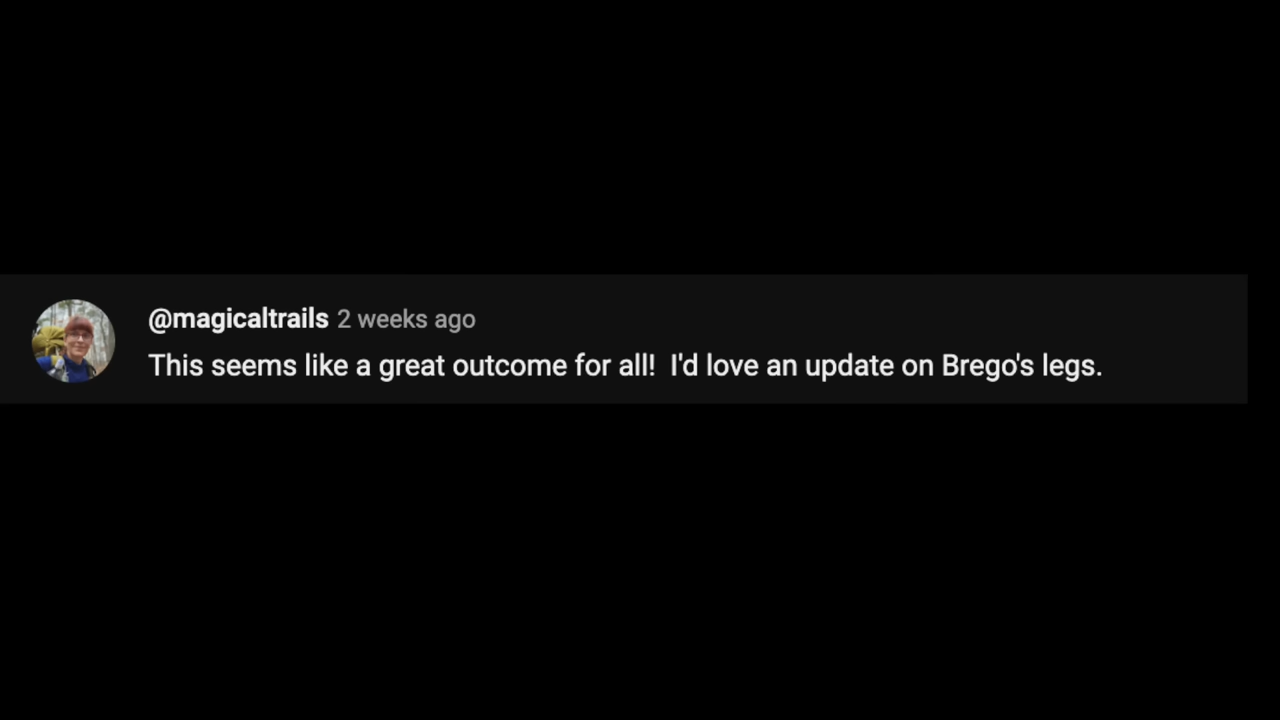 @magicaltrails 2 weeks ago
This seems like a great outcome for all!  I'd love an update on Brego's legs.